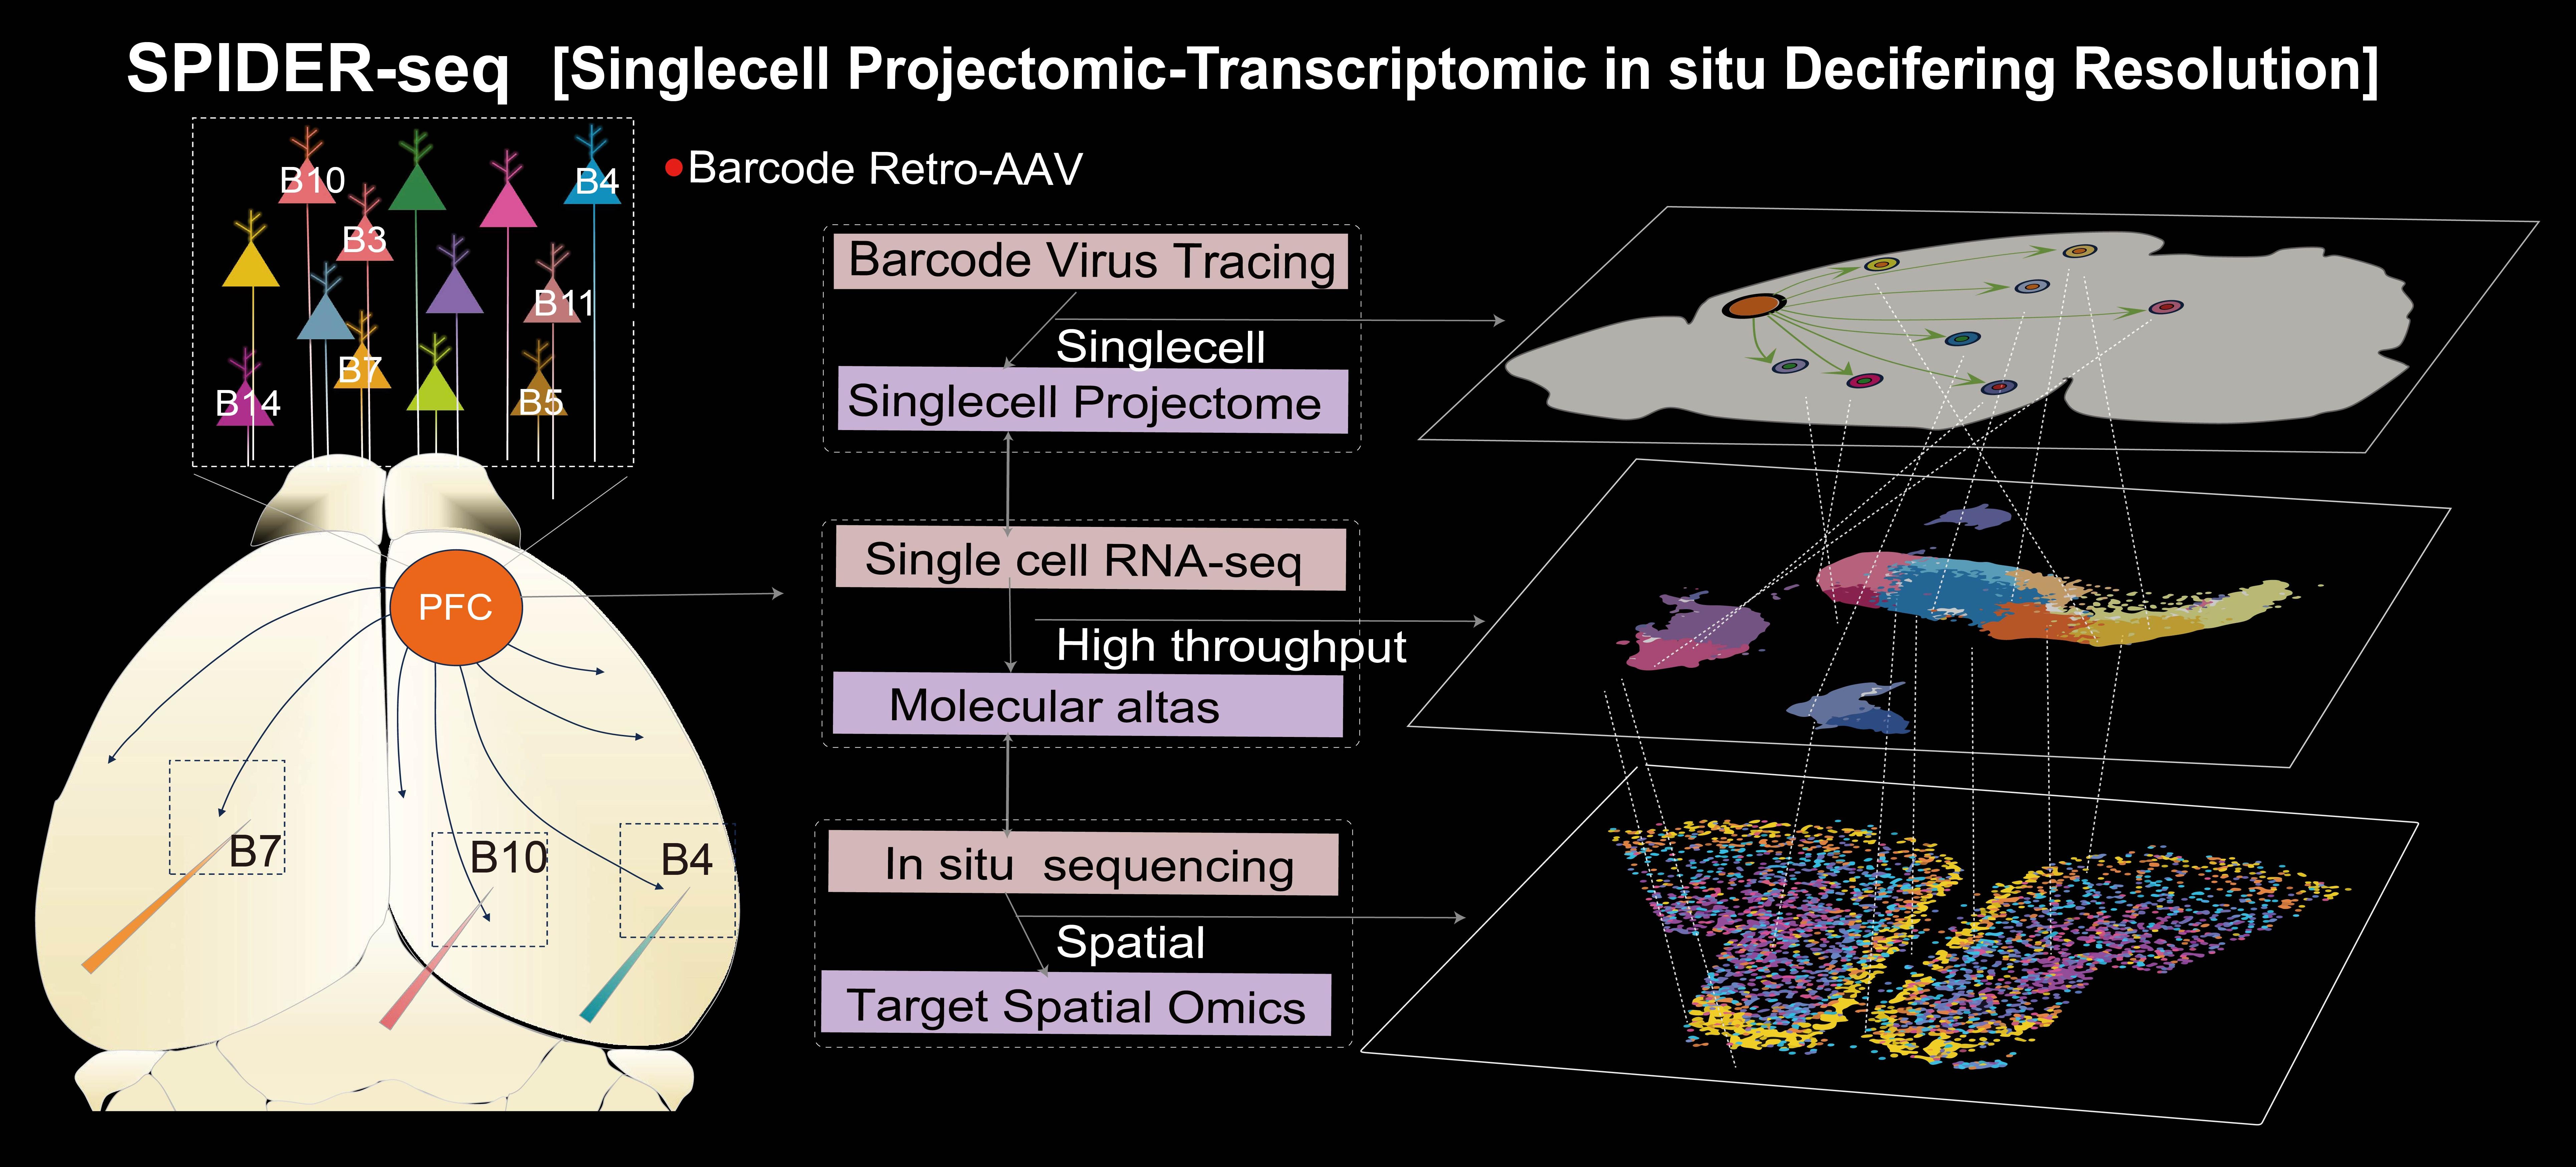 SPIDER-seq [Singlecell Projectomic-Transcriptomic in situ Decifering Resolution]
Barcode Retro-AAV
B10
B4
B3
B11
B7
B14
B5
PFC
B7
B10
B4
Barcode Virus Tracing
Singlecell
Singlecell Projectome
Single cell RNA-seq
High throughput
Molecular altas
In situ sequencing
Spatial
Target Spatial Omics